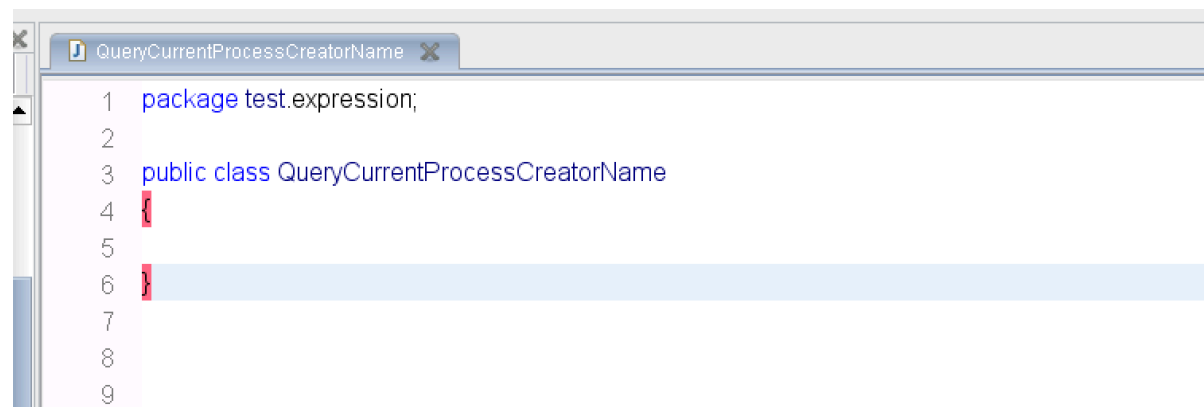 QueryCurrentProcessCreatorName
1 package test.expression;
2
3 public class QueryCurrentProcessCreatorName
4 {
5
6 }
7
8
9